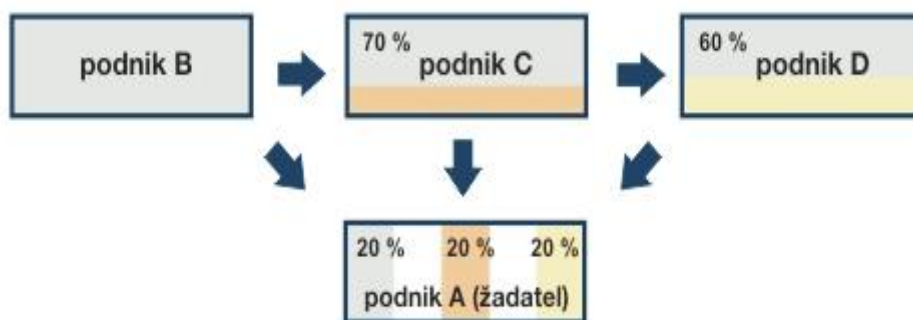 podnik B
70 %
podnik C
60 %
podnik D
20 % 20 % 20 %
podnik A (žadatel)